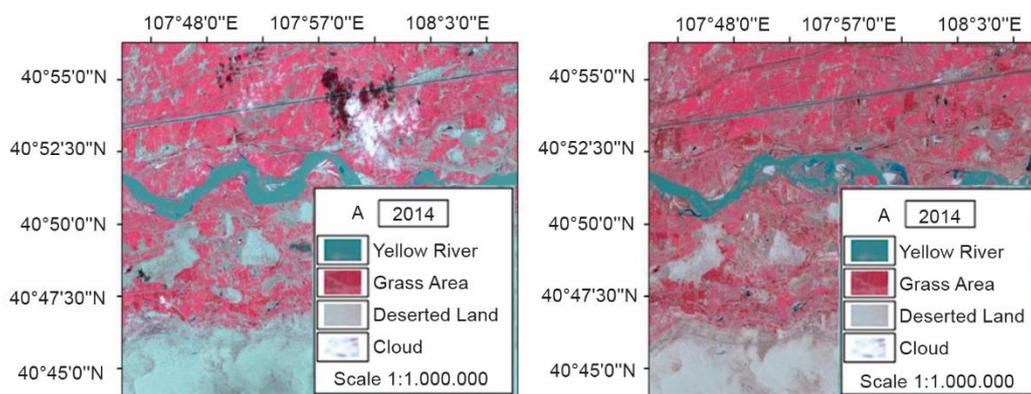 107°48'0"E 107°57'0"E 108°3'0"E
40°55'0"N
40°52'30"N
40°50'0"N
40°47'30"N
40°45'0"N
A 2014
Yellow River
Grass Area
Deserted Land
Cloud
Scale 1:1.000.000
107°48'0"E 107°57'0"E 108°3'0"E
40°55'0"N
40°52'30"N
40°50'0"N
40°47'30"N
40°45'0"N
A 2014
Yellow River
Grass Area
Deserted Land
Cloud
Scale 1:1.000.000